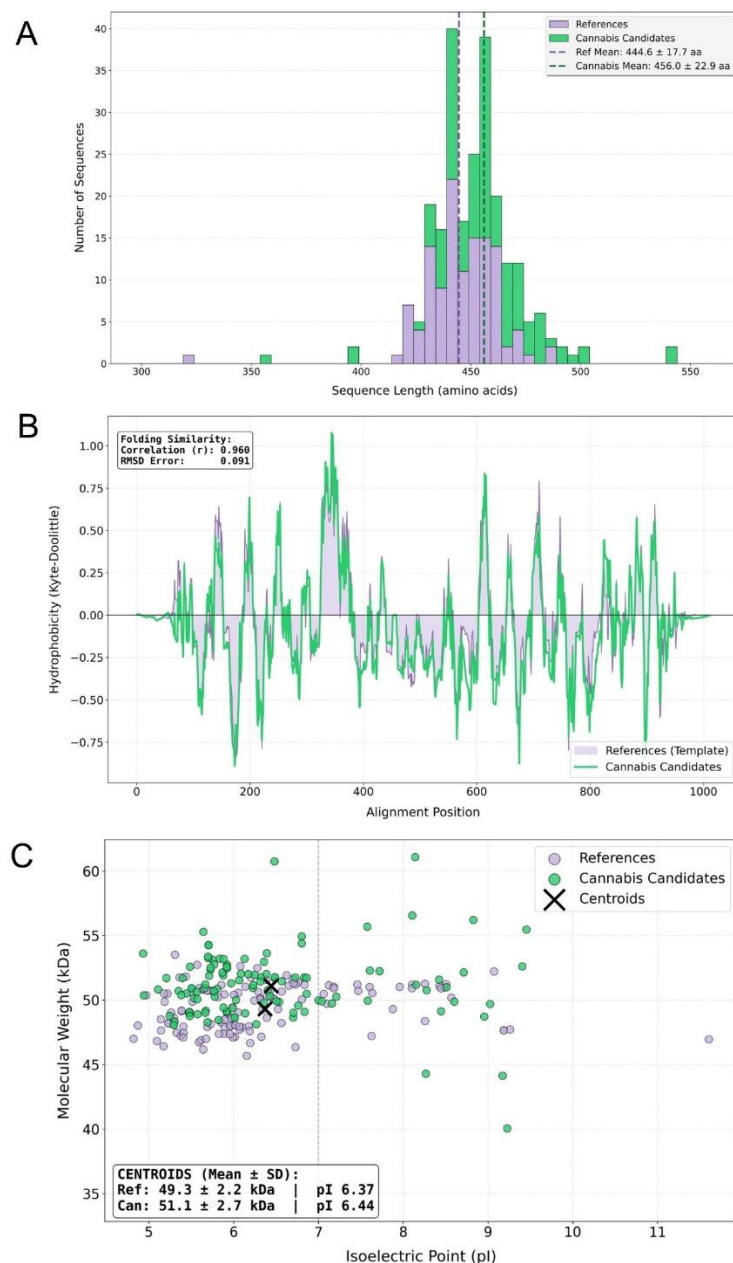 A
References
Cannabis Candidates
Ref Mean: 444.6 ± 17.7 aa
Cannabis Mean: 456.0 ± 22.9 aa
Number of Sequences
40
35
30
25
20
15
10
5
0
300
350
400
450
500
550
Sequence Length (amino acids)
B
Folding Similarity:
Correlation (r): 0.960
RMSD Error: 0.091
Hydrophobicity (Kyte-Doolittle)
1.00
0.75
0.50
0.25
0.00
−0.25
−0.50
−0.75
References (Template)
Cannabis Candidates
0
200
400
600
800
1000
Alignment Position
C
References
Cannabis Candidates
Centroids
Molecular Weight (kDa)
60
55
50
45
40
35
CENTROIDS (Mean ± SD):
Ref: 49.3 ± 2.2 kDa | pI 6.37
Can: 51.1 ± 2.7 kDa | pI 6.44
5
6
7
8
9
10
11
Isoelectric Point (pI)